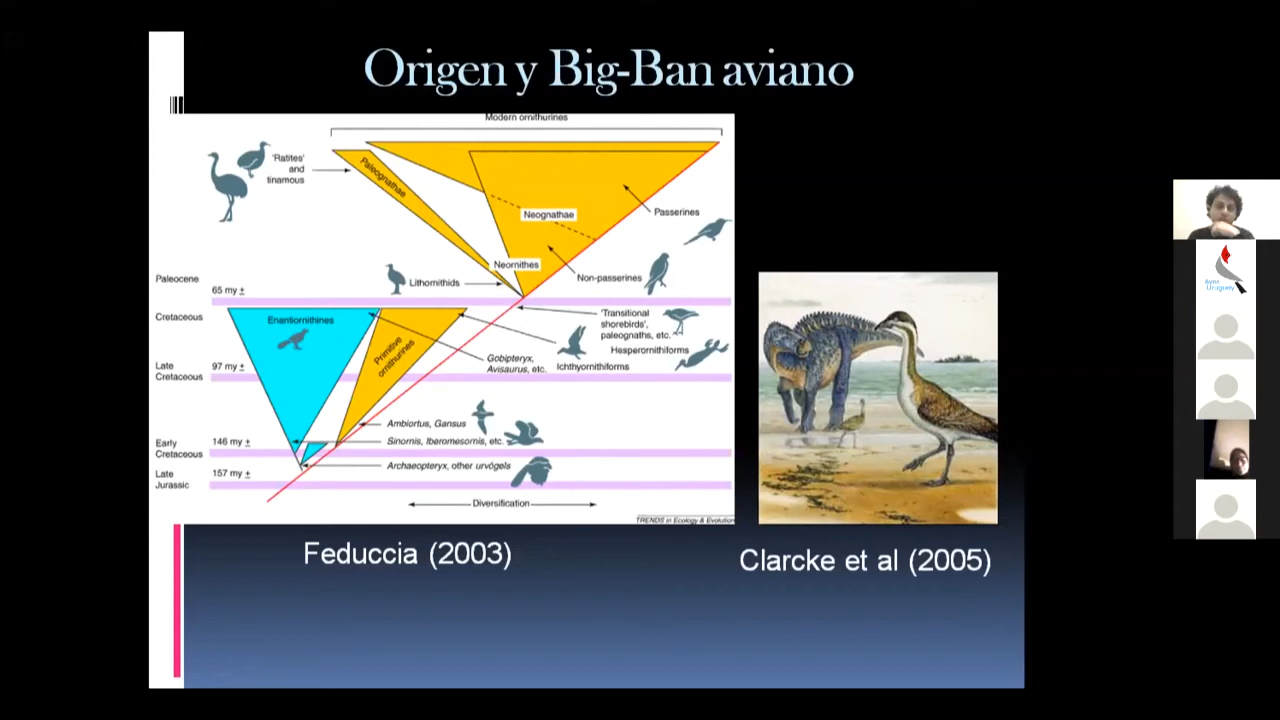 Origen y Big-Ban aviano
Modern ornithurines
'Ratites'
and
tinamous
Paleognathae
Neognathae
Passerines
Neornithes
Non-passerines
Lithornithids
Paleocene
65 my ±
Cretaceous
Enantiornithines
Primitive
ornithurines
'Transitional
shorebirds',
paleognaths, etc.
Hesperornithiforms
Ichthyornithiforms
Gobipteryx,
Avisaurus, etc.
Late
Cretaceous
97 my ±
Ambiortus, Gansus
Early
Cretaceous
146 my ±
Sinornis, Iberomesornis, etc.
Late
Jurassic
157 my ±
Archaeopteryx, other urvögels
Diversification
TRENDS in Ecology & Evolution
Feduccia (2003)
Clarcke et al (2005)
Aves
Uruguay